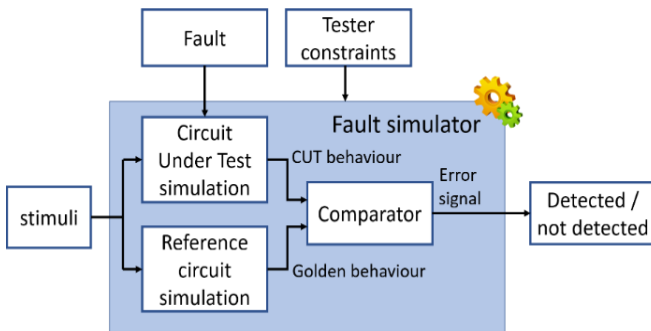 Fault
Tester
constraints
Fault simulator
Circuit
Under Test
simulation
CUT behaviour
Error
signal
stimuli
Comparator
Detected /
not detected
Reference
circuit
simulation
Golden behaviour